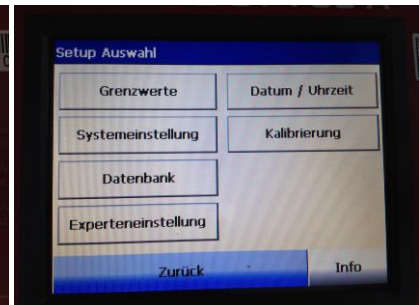 Setup Auswahl
Grenzwerte
Datum / Uhrzeit
Systemeinstellung
Kalibrierung
Datenbank
Experteneinstellung
Zurück
Info